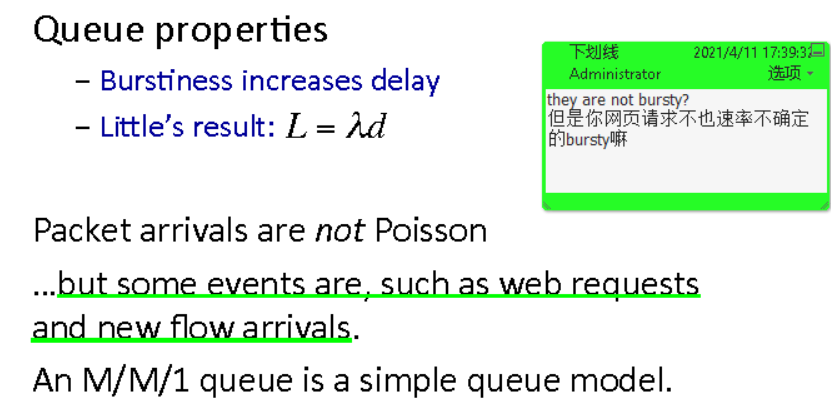 Queue properties
– Burstiness increases delay
– Little's result: L = λd
下划线 2021/4/11 17:39:32
Administrator 选项
they are not bursty?
但是你网页请求不也速率不确定
的bursty嘛
Packet arrivals are not Poisson
...but some events are, such as web requests
and new flow arrivals.
An M/M/1 queue is a simple queue model.